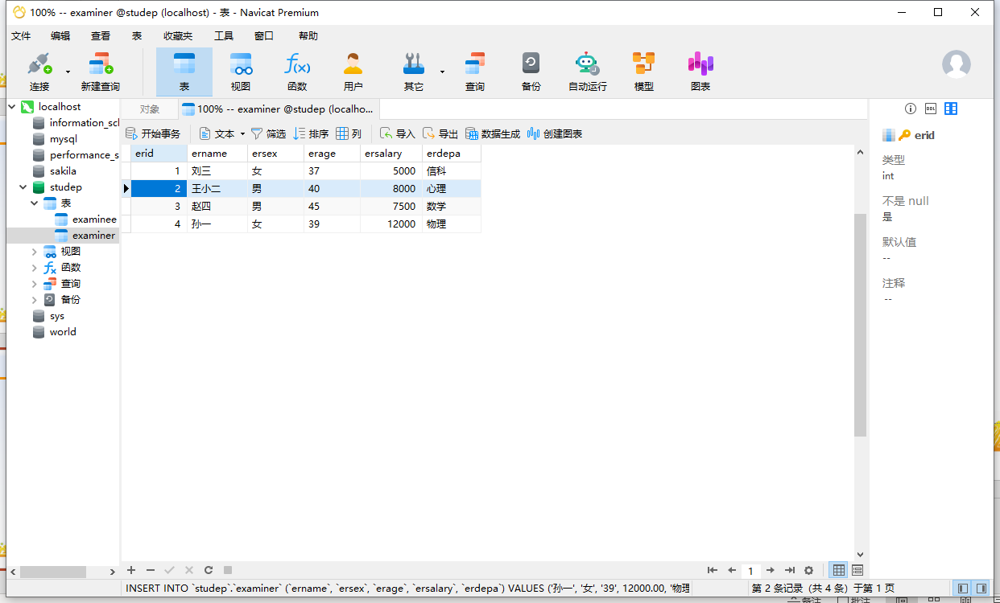 100% -- examiner @studep (localhost) - 表 - Navicat Premium
文件 编辑 查看 表 收藏夹 工具 窗口 帮助
连接 新建查询 表 视图 函数 用户 其它 查询 备份 自动运行 模型 图表
localhost
information_scl
mysql
performance_s
sakila
studep
表
examinee
examiner
视图
函数
查询
备份
sys
world
对象 100% -- examiner @studep (localho...
开始事务 文本 筛选 排序 列 导入 导出 数据生成 创建图表
erid ername ersex erage ersalary erdepa
1 刘三 女 37 5000 信科
2 王小二 男 40 8000 心理
3 赵四 男 45 7500 数学
4 孙一 女 39 12000 物理
erid
类型
int
不是 null
是
默认值
--
注释
--
1
INSERT INTO `studep`.`examiner` (`ername`, `ersex`, `erage`, `ersalary`, `erdepa`) VALUES ('孙一', '女', '39', 12000.00, '物理
第 2 条记录 (共 4 条) 于第 1 页
备注 批注